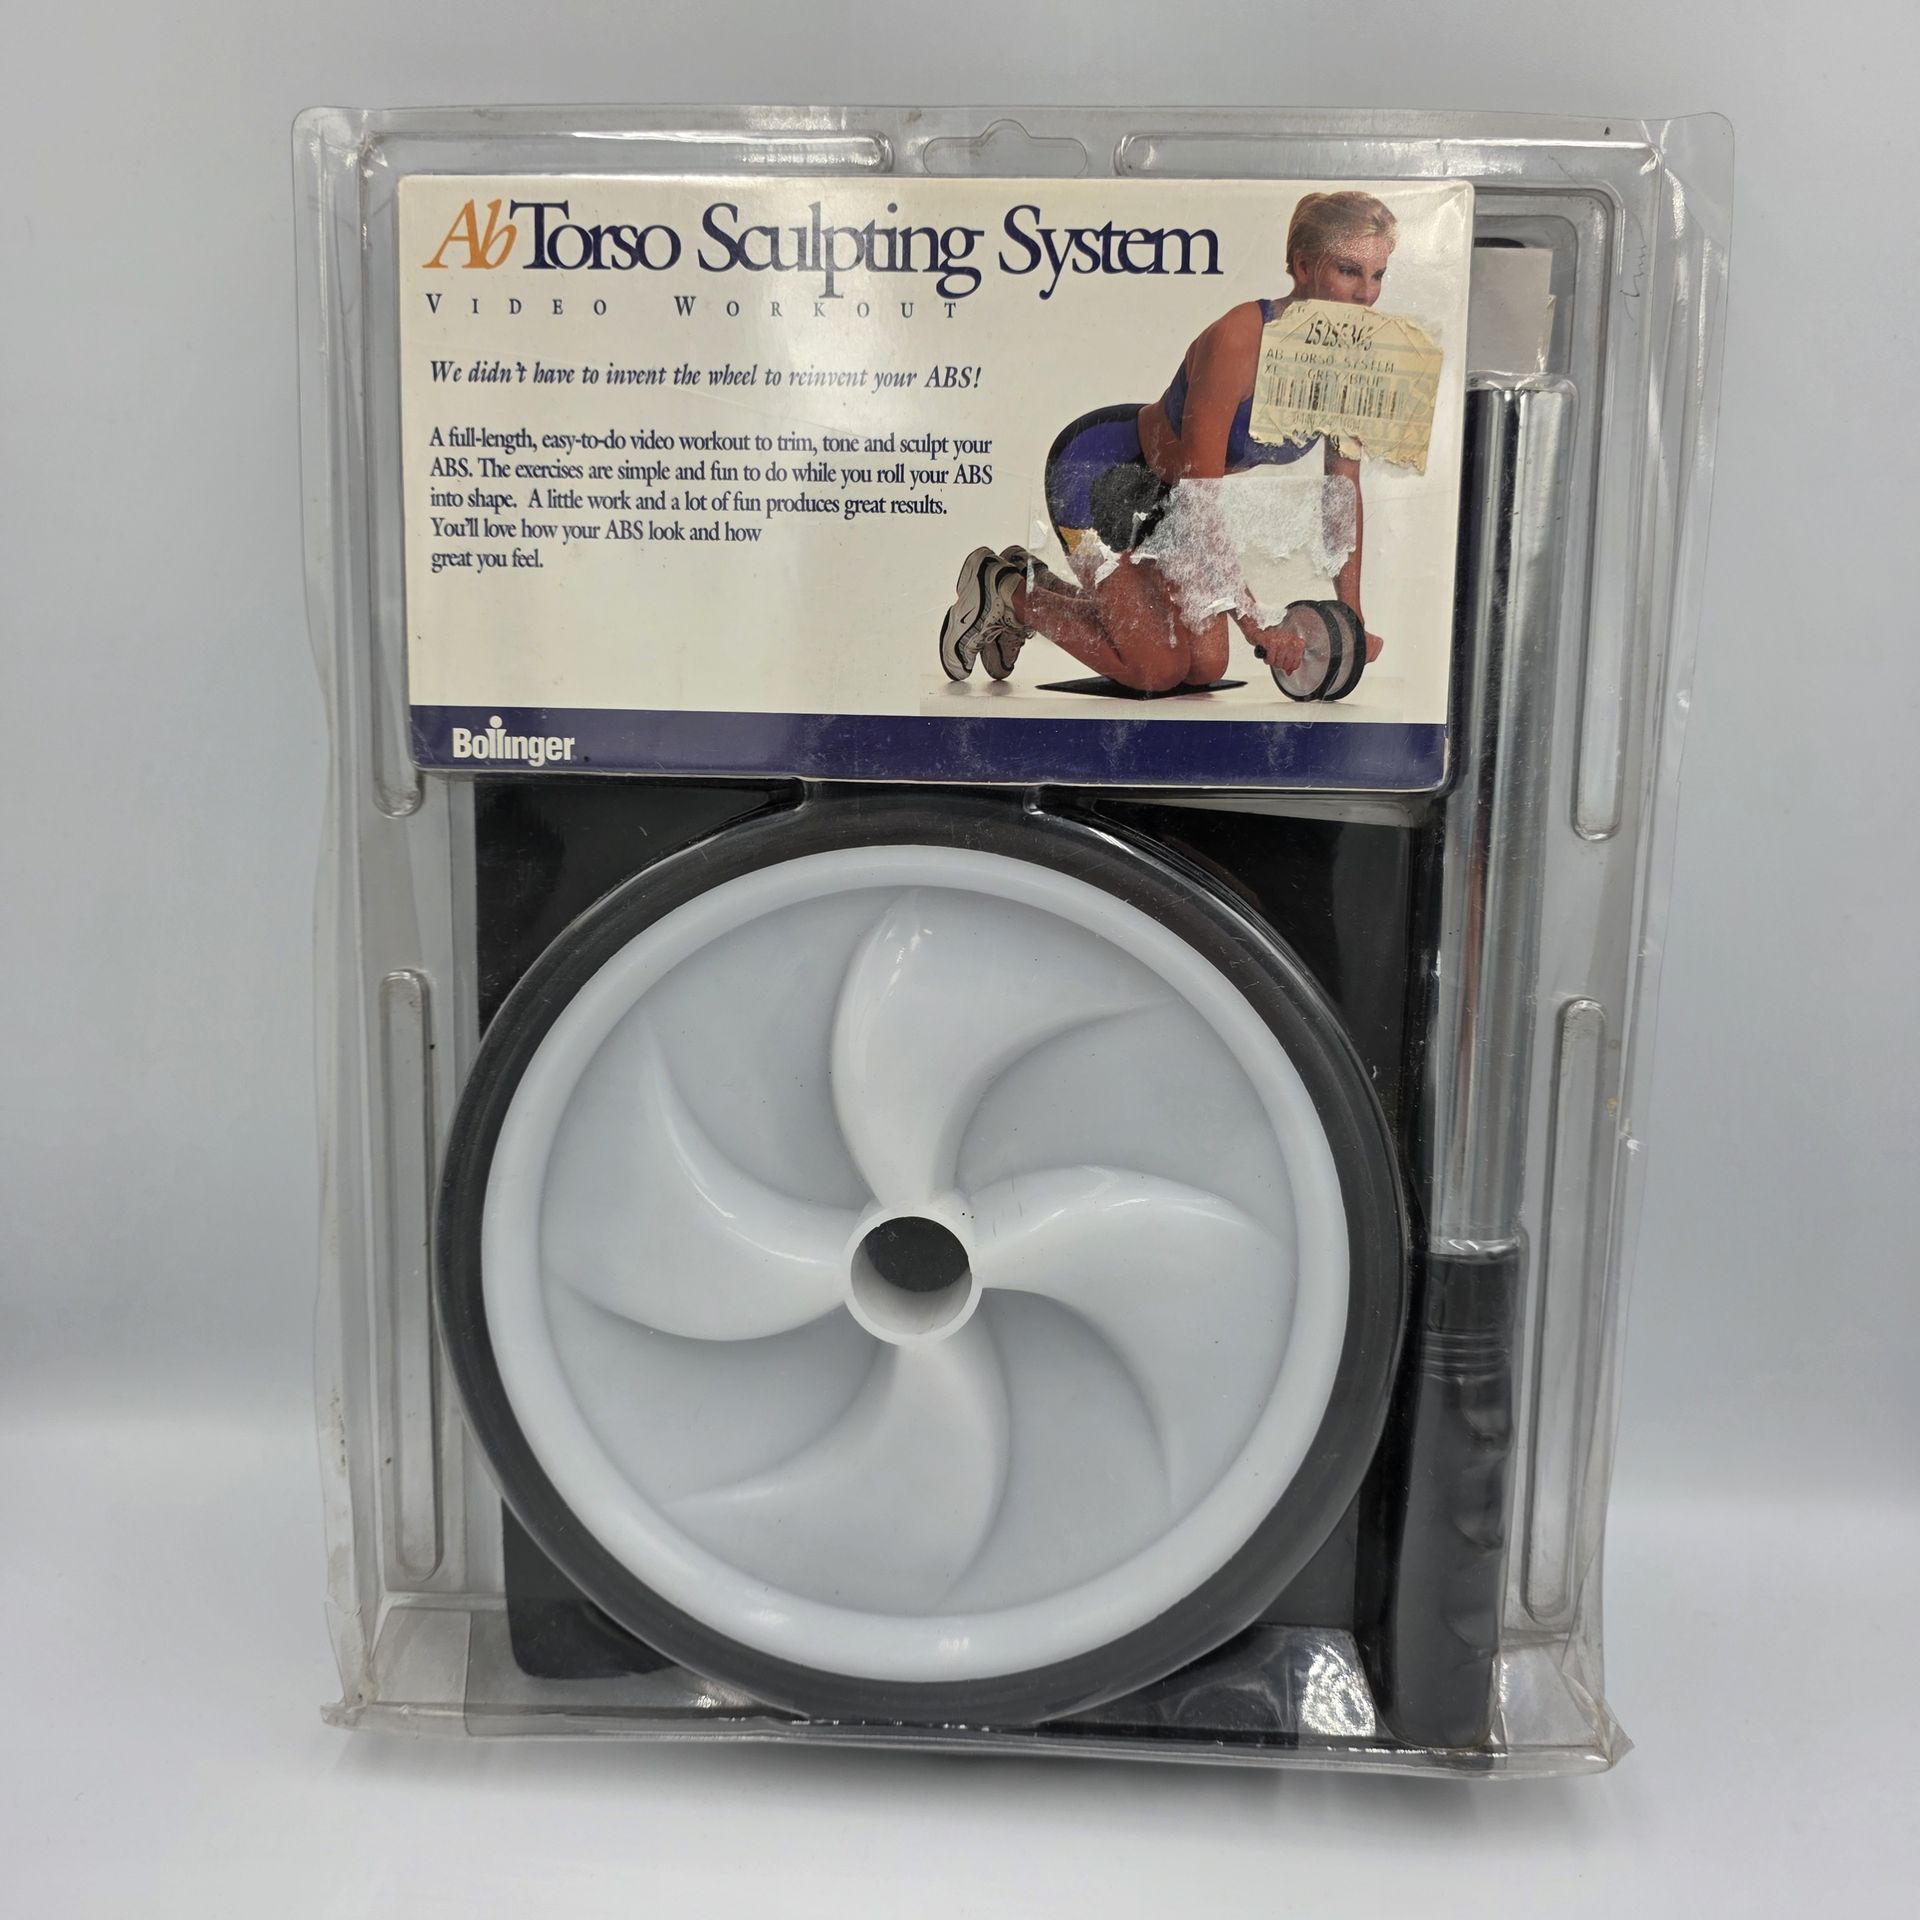 Ab Torso Sculpting System
VIDEO WORKOUT
We didn't have to invent the wheel to reinvent your ABS!
A full-length, easy-to-do video workout to trim, tone and sculpt your
ABS. The exercises are simple and fun to do while you roll your ABS
into shape. A little work and a lot of fun produces great results.
You'll love how your ABS look and how
great you feel.
AB TORSO SYSTEM
XL GREY/BLUE
Bollinger